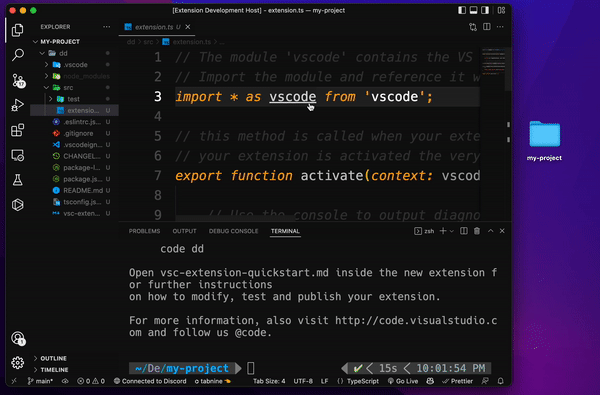 [Extension Development Host] - extension.ts — my-project
EXPLORER
extension.ts U
MY-PROJECT
dd
.vscode
node_modules
src
test
extension... U
.eslintrc.js... U
.gitignore U
.vscodeign... U
CHANGEL... U
package-l... U
package.js... U
README.md U
tsconfig.js... U
vsc-exten... U
OUTLINE
TIMELINE
17
1
dd > src > extension.ts
1 // The module 'vscode' contains the VS
2 // Import the module and reference it w
3 import * as vscode from 'vscode';
4
5 // this method is called when your exte
6 // your extension is activated the very
7 export function activate(context: vscod
8
9 // Use the console to output diagno
PROBLEMS OUTPUT DEBUG CONSOLE TERMINAL
zsh
code dd
Open vsc-extension-quickstart.md inside the new extension f
or further instructions
on how to modify, test and publish your extension.
For more information, also visit http://code.visualstudio.c
om and follow us @code.
~/De/my-project
✔ 15s 10:01:54 PM
main* 0 0 Connected to Discord tabnine Tab Size: 4 UTF-8 LF {} TypeScript Go Live Prettier
my-project